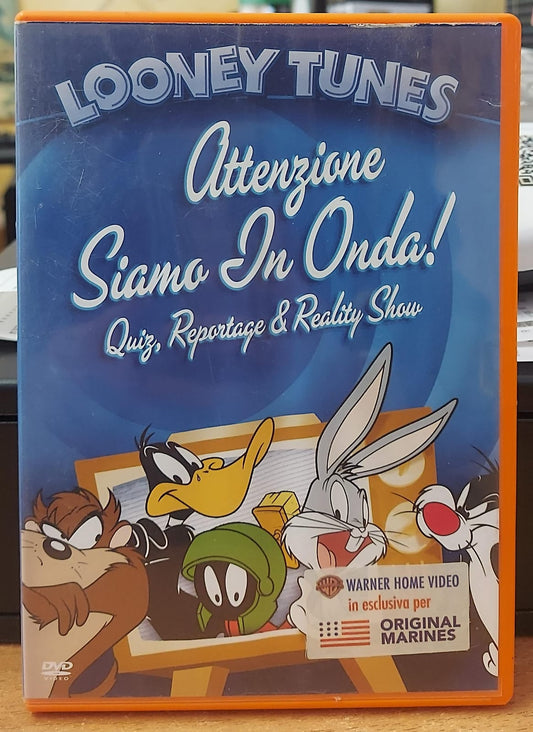 LOONEY TUNES
Attenzione
Siamo In Onda!
Quiz, Reportage & Reality Show
WB WARNER HOME VIDEO
in esclusiva per
ORIGINAL
MARINES
DVD
VIDEO